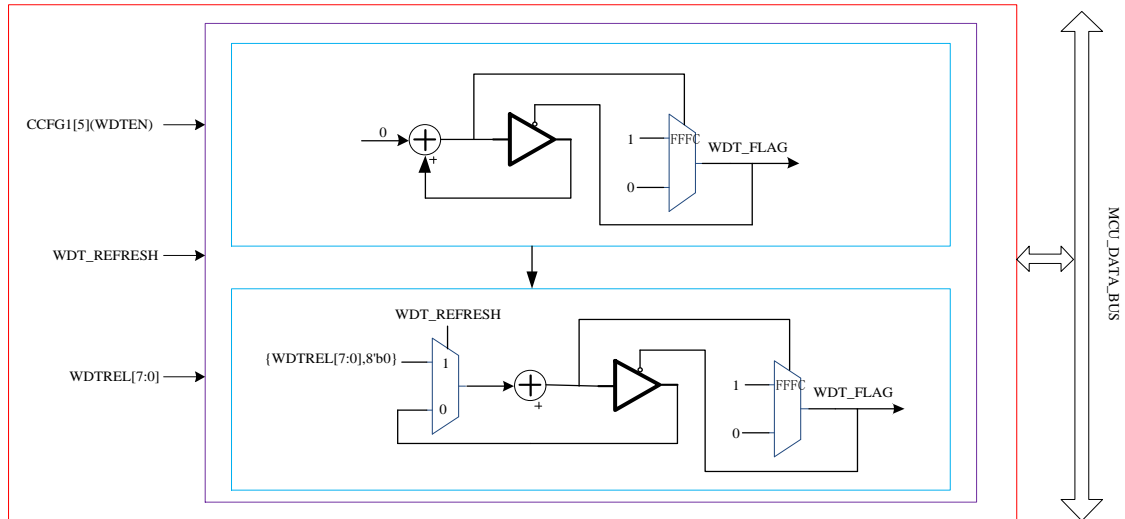 CCFG1[5](WDTEN)
WDT_REFRESH
WDTREL[7:0]
0
+
1
FFFC
0
WDT_FLAG
WDT_REFRESH
{WDTREL[7:0],8'b0}
1
0
+
1
FFFC
0
WDT_FLAG
MCU_DATA_BUS